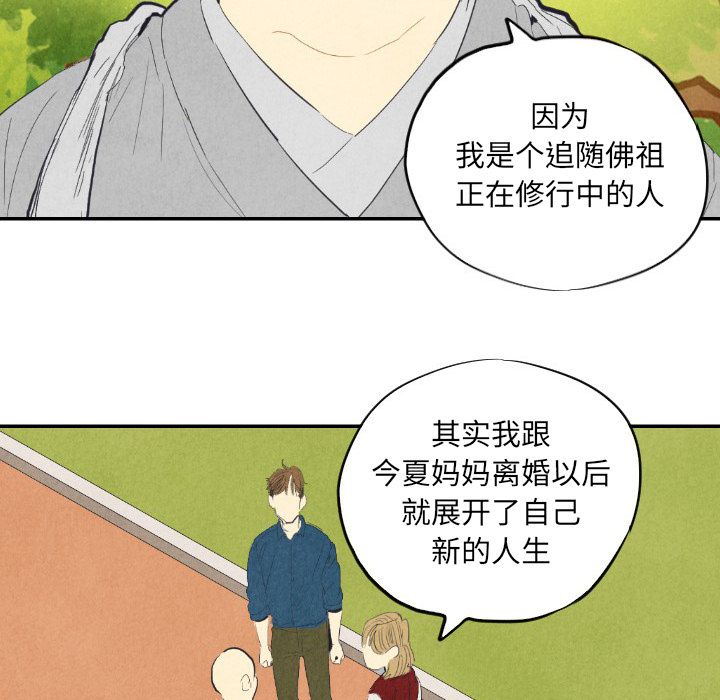 因为
我是个追随佛祖
正在修行中的人
其实我跟
今夏妈妈离婚以后
就展开了自己
新的人生